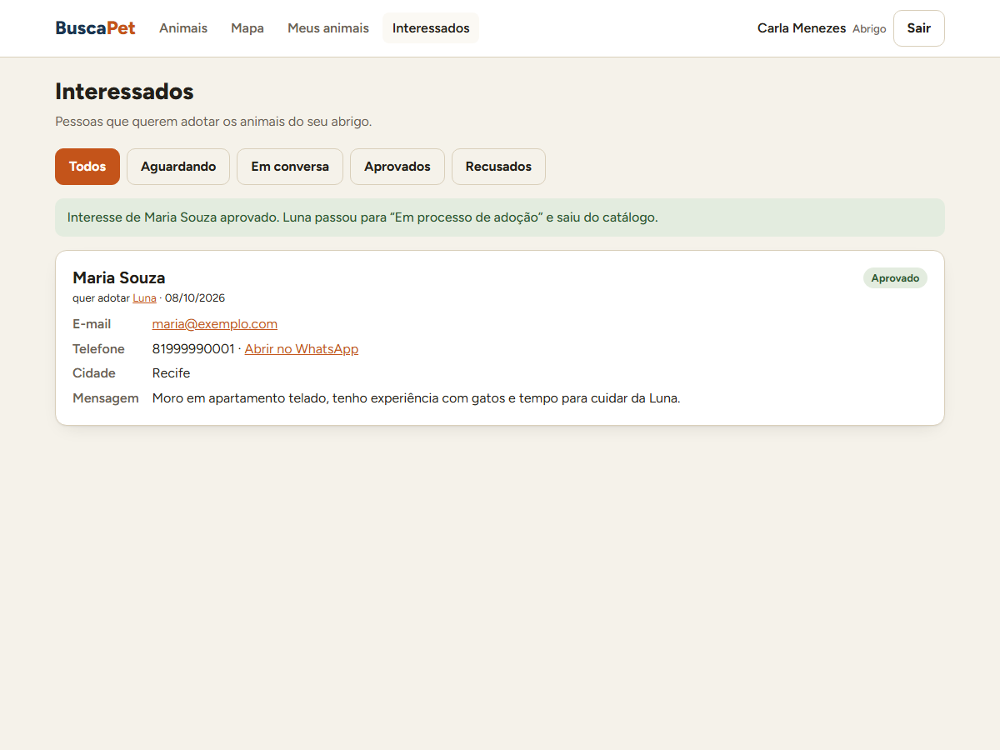 BuscaPet Animais Mapa Meus animais Interessados Carla Menezes Abrigo Sair
Interessados
Pessoas que querem adotar os animais do seu abrigo.
Todos Aguardando Em conversa Aprovados Recusados
Interesse de Maria Souza aprovado. Luna passou para “Em processo de adoção” e saiu do catálogo.
Maria Souza Aprovado
quer adotar Luna · 08/10/2026
E-mail maria@exemplo.com
Telefone 81999990001 · Abrir no WhatsApp
Cidade Recife
Mensagem Moro em apartamento telado, tenho experiência com gatos e tempo para cuidar da Luna.